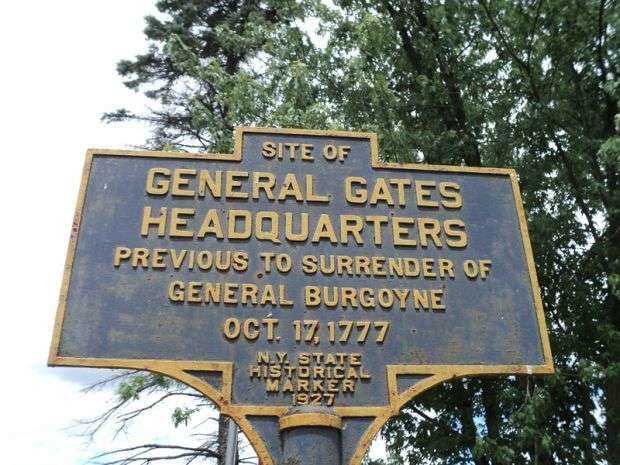 SITE OF
GENERAL GATES
HEADQUARTERS
PREVIOUS TO SURRENDER OF
GENERAL BURGOYNE
OCT. 17, 1777
N.Y. STATE
HISTORICAL
MARKER
1927